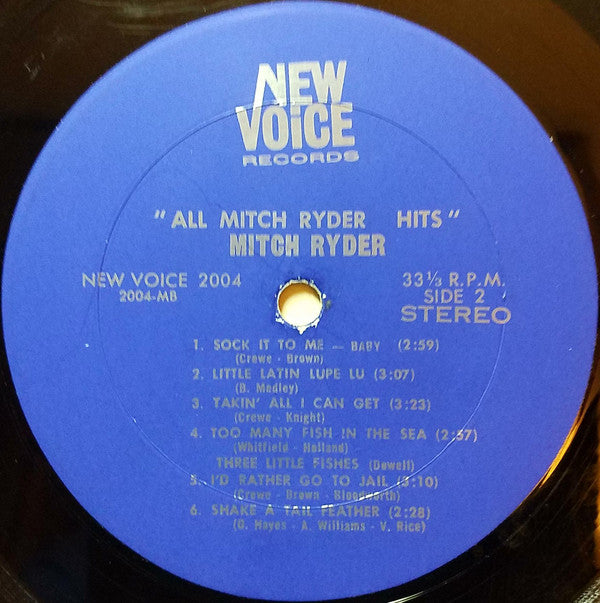 NEW
VOiCE
RECORDS
"ALL MITCH RYDER HITS"
MITCH RYDER
NEW VOICE 2004
2004-MB
33⅓ R.P.M.
SIDE 2
STEREO
1. SOCK IT TO ME — BABY (2:59)
(Crewe - Brown)
2. LITTLE LATIN LUPE LU (3:07)
(B. Medley)
3. TAKIN' ALL I CAN GET (3:23)
(Crewe - Knight)
4. TOO MANY FISH IN THE SEA (2:57)
(Whitfield - Holland)
THREE LITTLE FISHES (Dowell)
5. I'D RATHER GO TO JAIL (3:10)
(Crewe - Brown - Bloodworth)
6. SHAKE A TAIL FEATHER (2:28)
(O. Hayes - A. Williams - V. Rice)